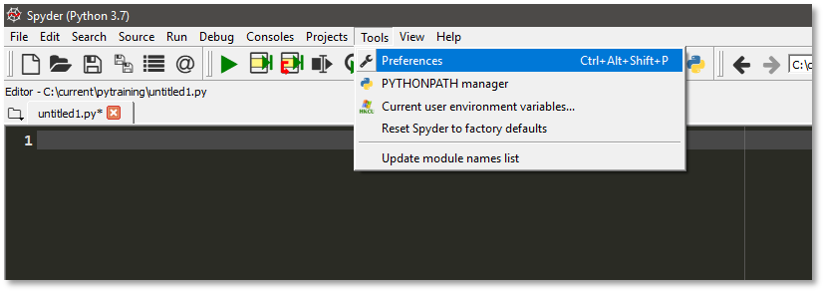 Spyder (Python 3.7)
File Edit Search Source Run Debug Consoles Projects Tools View Help
Preferences Ctrl+Alt+Shift+P
@
C:\
Editor - C:\current\pytraining\untitled1.py
PYTHONPATH manager
untitled1.py*
Current user environment variables...
Reset Spyder to factory defaults
1
Update module names list